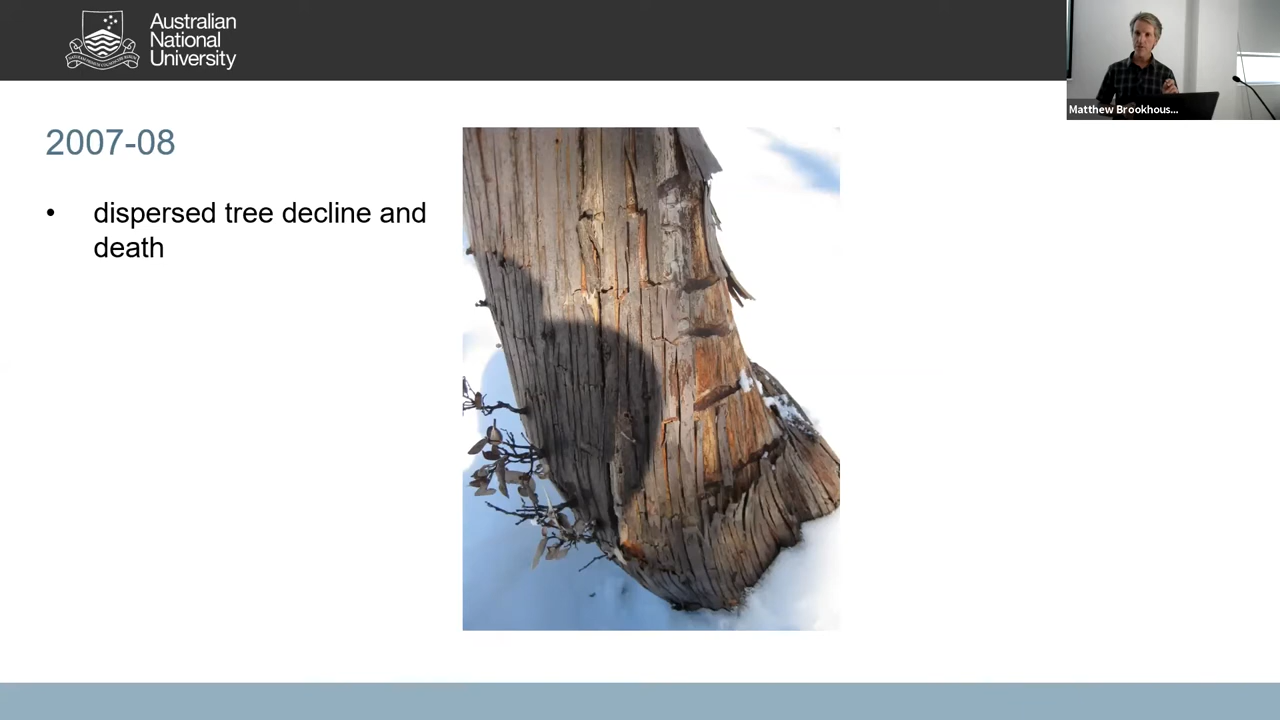 Australian
National
University
Matthew Brookhous...
2007-08
• dispersed tree decline and
death